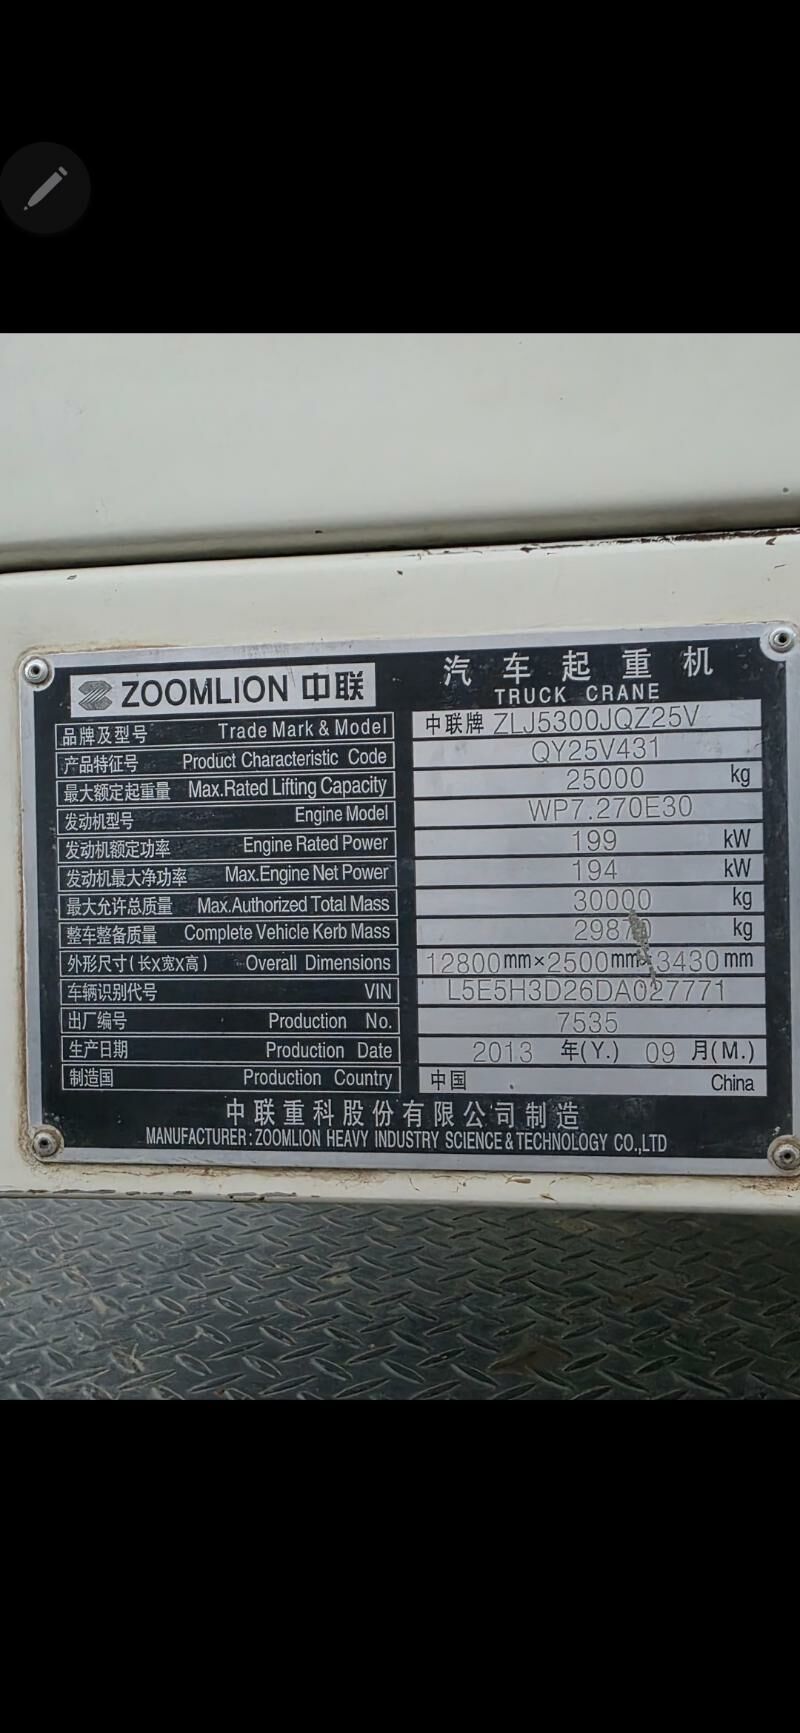 ZOOMLION 中联
汽车起重机
TRUCK CRANE
品牌及型号 Trade Mark & Model 中联牌 ZLJ5300JQZ25V
产品特征号 Product Characteristic Code QY25V431
最大额定起重量 Max.Rated Lifting Capacity 25000 kg
发动机型号 Engine Model WP7.270E30
发动机额定功率 Engine Rated Power 199 kW
发动机最大净功率 Max.Engine Net Power 194 kW
最大允许总质量 Max.Authorized Total Mass 30000 kg
整车整备质量 Complete Vehicle Kerb Mass 29870 kg
外形尺寸(长X宽X高) Overall Dimensions 12800mm×2500mm×3430mm
车辆识别代号 VIN L5E5H3D26DA027771
出厂编号 Production No. 7535
生产日期 Production Date 2013 年(Y.) 09 月(M.)
制造国 Production Country 中国 China
中联重科股份有限公司制造
MANUFACTURER: ZOOMLION HEAVY INDUSTRY SCIENCE & TECHNOLOGY CO.,LTD